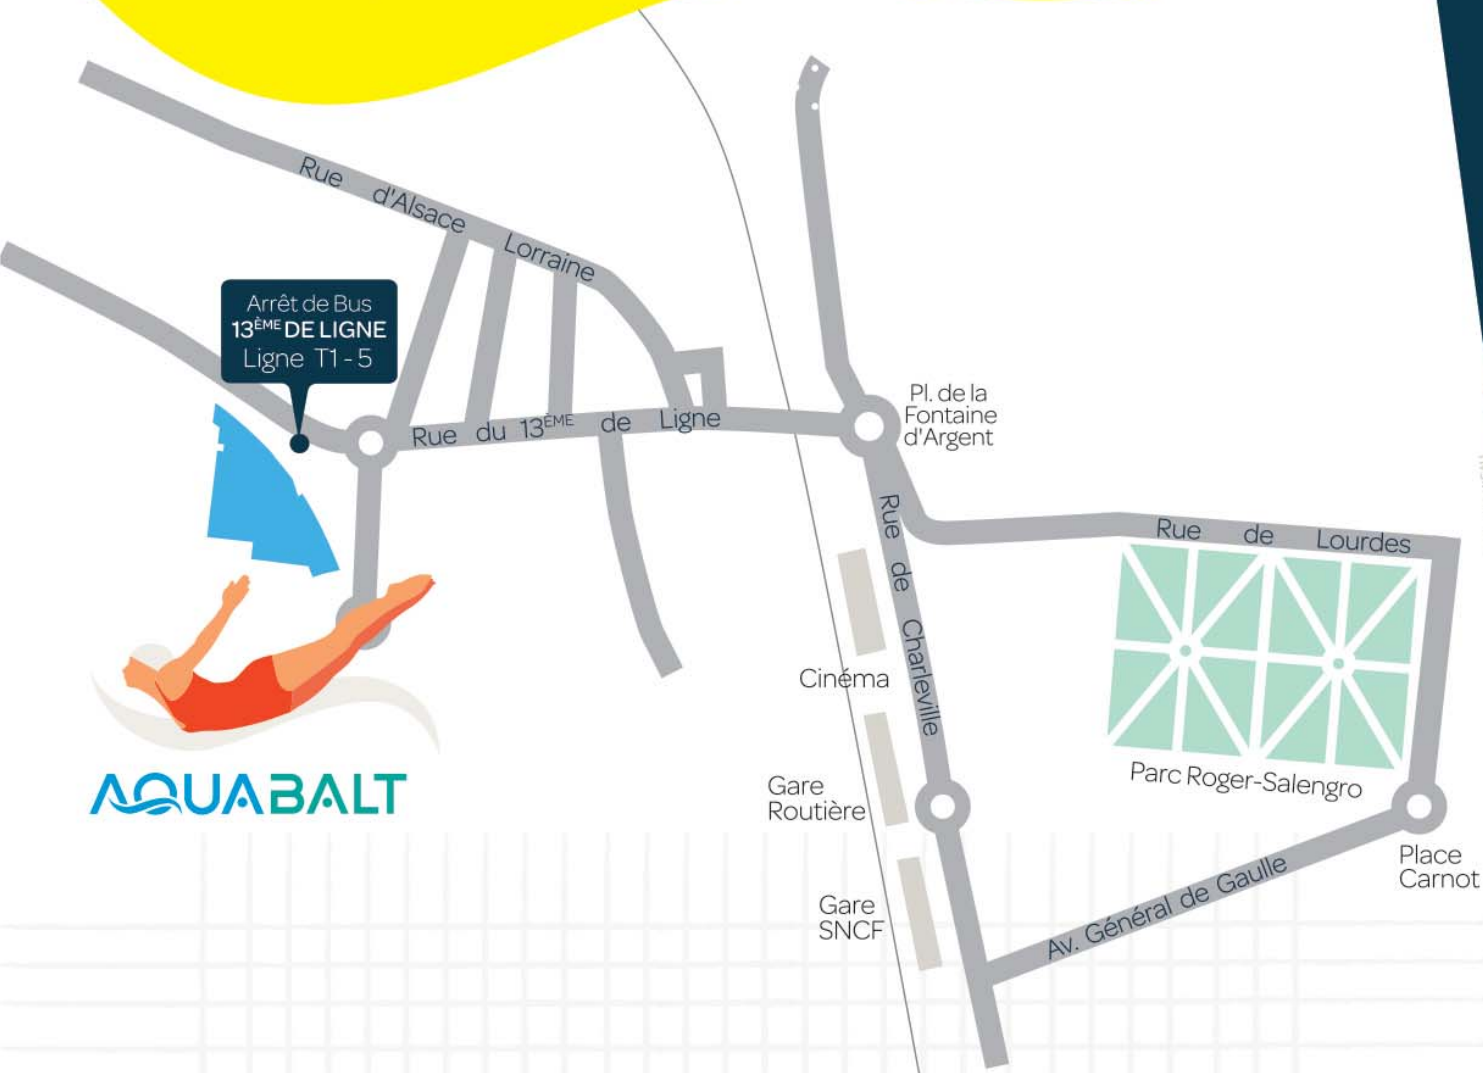 Rue d'Alsace Lorraine
Arrêt de Bus
13ÈME DE LIGNE
Ligne T1 - 5
Rue du 13ÈME de Ligne
Pl. de la
Fontaine
d'Argent
Rue de Charleville
Rue de Lourdes
Cinéma
Parc Roger-Salengro
Gare
Routière
AQUABALT
Place
Carnot
Gare
SNCF
Av. Général de Gaulle